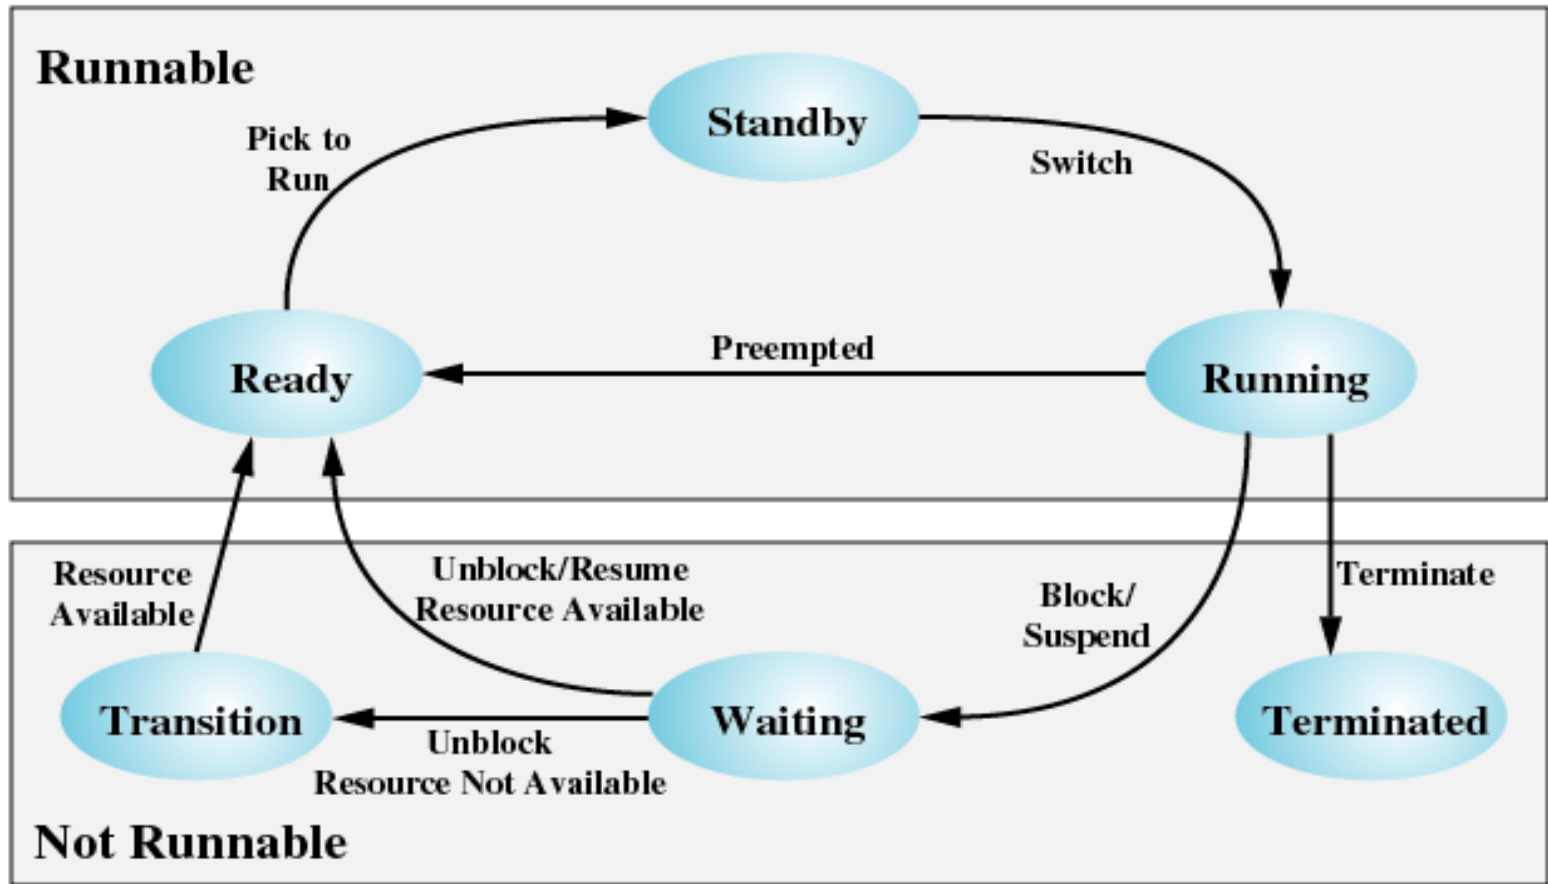 Runnable
Standby
Pick to
Run
Switch
Preempted
Ready
Running
Resource
Available
Unblock/Resume
Resource Available
Block/
Suspend
Terminate
Transition
Waiting
Terminated
Unblock
Resource Not Available
Not Runnable